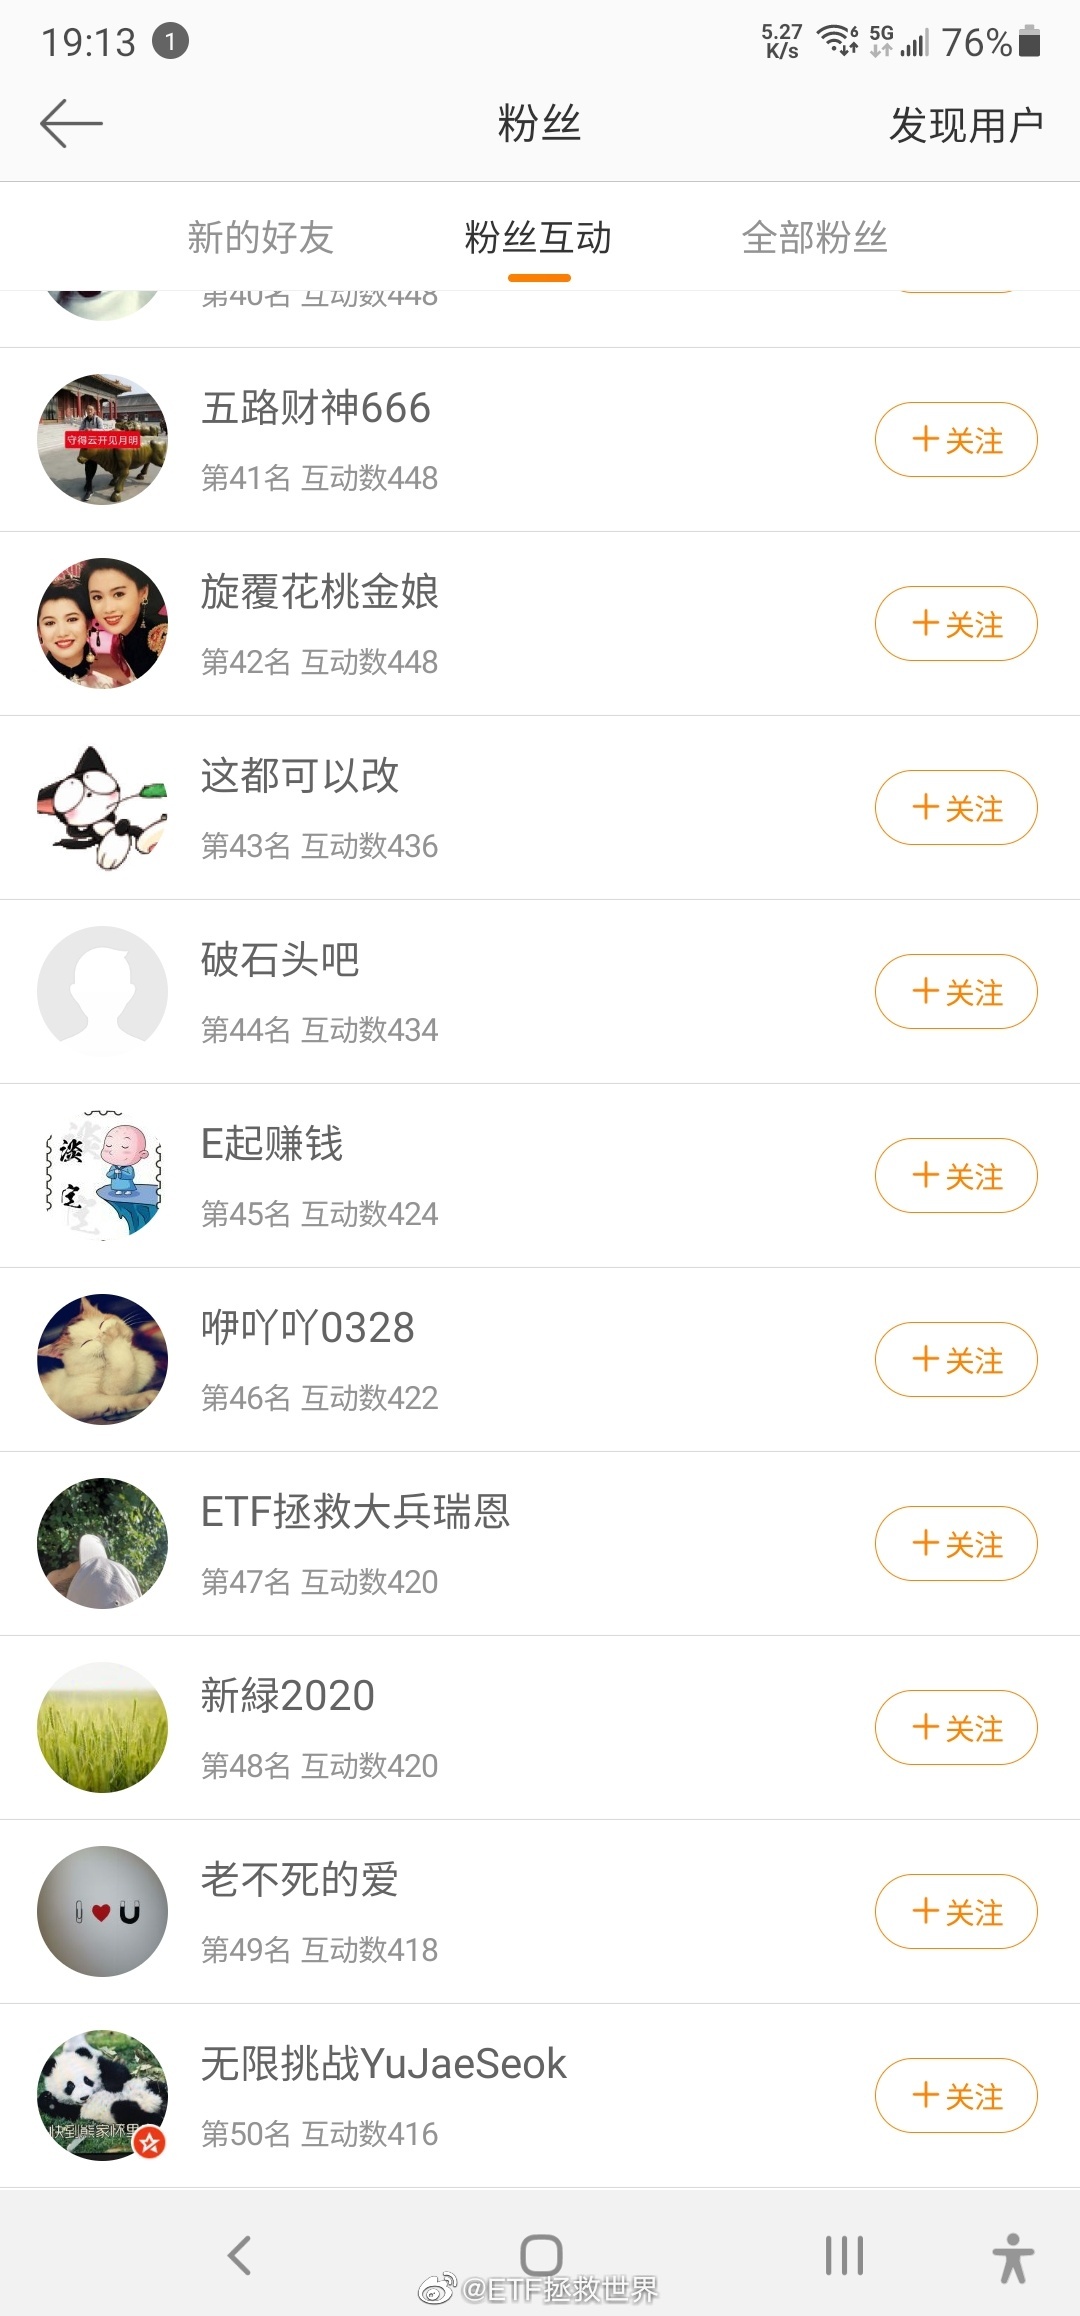 19:13 1 5.27 K/s 6 5G 76%
粉丝 发现用户
新的好友 粉丝互动 全部粉丝
第40名 互动数448
守得云开见月明
五路财神666
第41名 互动数448
+关注
旋覆花桃金娘
第42名 互动数448
+关注
这都可以改
第43名 互动数436
+关注
破石头吧
第44名 互动数434
+关注
淡定
E起赚钱
第45名 互动数424
+关注
咿吖吖0328
第46名 互动数422
+关注
ETF拯救大兵瑞恩
第47名 互动数420
+关注
新緑2020
第48名 互动数420
+关注
老不死的爱
第49名 互动数418
+关注
快到熊家怀里
无限挑战YuJaeSeok
第50名 互动数416
+关注
@ETF拯救世界